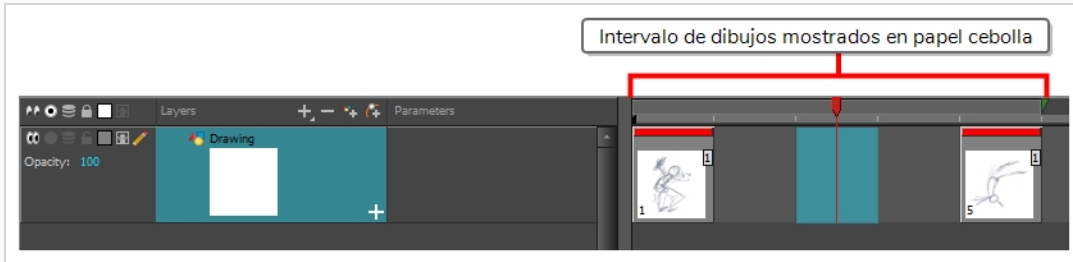 Intervalo de dibujos mostrados en papel cebolla
Layers
Parameters
Drawing
Opacity: 100
1
1
1
5